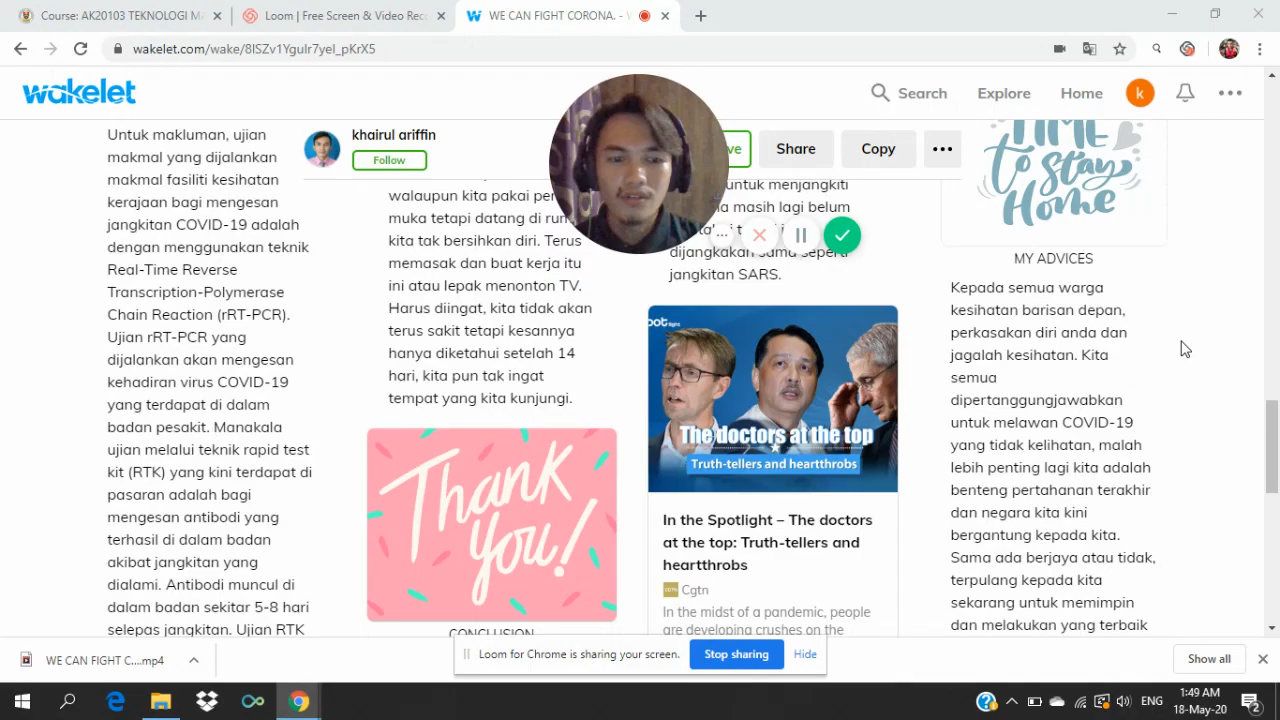 Course: AK20103 TEKNOLOGI MA
Loom | Free Screen & Video Rec
WE CAN FIGHT CORONA. -
wakelet.com/wake/8ISZv1Ygulr7yel_pKrX5
wakelet
Search
Explore
Home
k
khairul ariffin
Follow
Share
Copy
Untuk makluman, ujian
makmal yang dijalankan
makmal fasiliti kesihatan
kerajaan bagi mengesan
jangkitan COVID-19 adalah
dengan menggunakan teknik
Real-Time Reverse
Transcription-Polymerase
Chain Reaction (rRT-PCR).
Ujian rRT-PCR yang
dijalankan akan mengesan
kehadiran virus COVID-19
yang terdapat di dalam
badan pesakit. Manakala
ujian melalui teknik rapid test
kit (RTK) yang kini terdapat di
pasaran adalah bagi
mengesan antibodi yang
terhasil di dalam badan
akibat jangkitan yang
dialami. Antibodi muncul di
dalam badan sekitar 5-8 hari
selepas jangkitan. Ujian RTK
walaupun kita pakai
muka tetapi datang di
kita tak bersihkan diri. Terus
memasak dan buat kerja itu
ini atau lepak menonton TV.
Harus diingat, kita tidak akan
terus sakit tetapi kesannya
hanya diketahui setelah 14
hari, kita pun tak ingat
tempat yang kita kunjungi.
Thank
you!
CONCLUSION
untuk menjangkiti
masih lagi belum
dijangkakan sama seperti
jangkitan SARS.
The doctors at the top
Truth-tellers and heartthrobs
In the Spotlight – The doctors
at the top: Truth-tellers and
heartthrobs
Cgtn
In the midst of a pandemic, people
are developing crushes on the
TIME
to stay
Home
MY ADVICES
Kepada semua warga
kesihatan barisan depan,
perkasakan diri anda dan
jagalah kesihatan. Kita
semua
dipertanggungjawabkan
untuk melawan COVID-19
yang tidak kelihatan, malah
lebih penting lagi kita adalah
benteng pertahanan terakhir
dan negara kita kini
bergantung kepada kita.
Sama ada berjaya atau tidak,
terpulang kepada kita
sekarang untuk memimpin
dan melakukan yang terbaik
Loom for Chrome is sharing your screen.
Stop sharing
Hide
WE CAN FIGHT C....mp4
Show all
ENG
1:49 AM
18-May-20
2